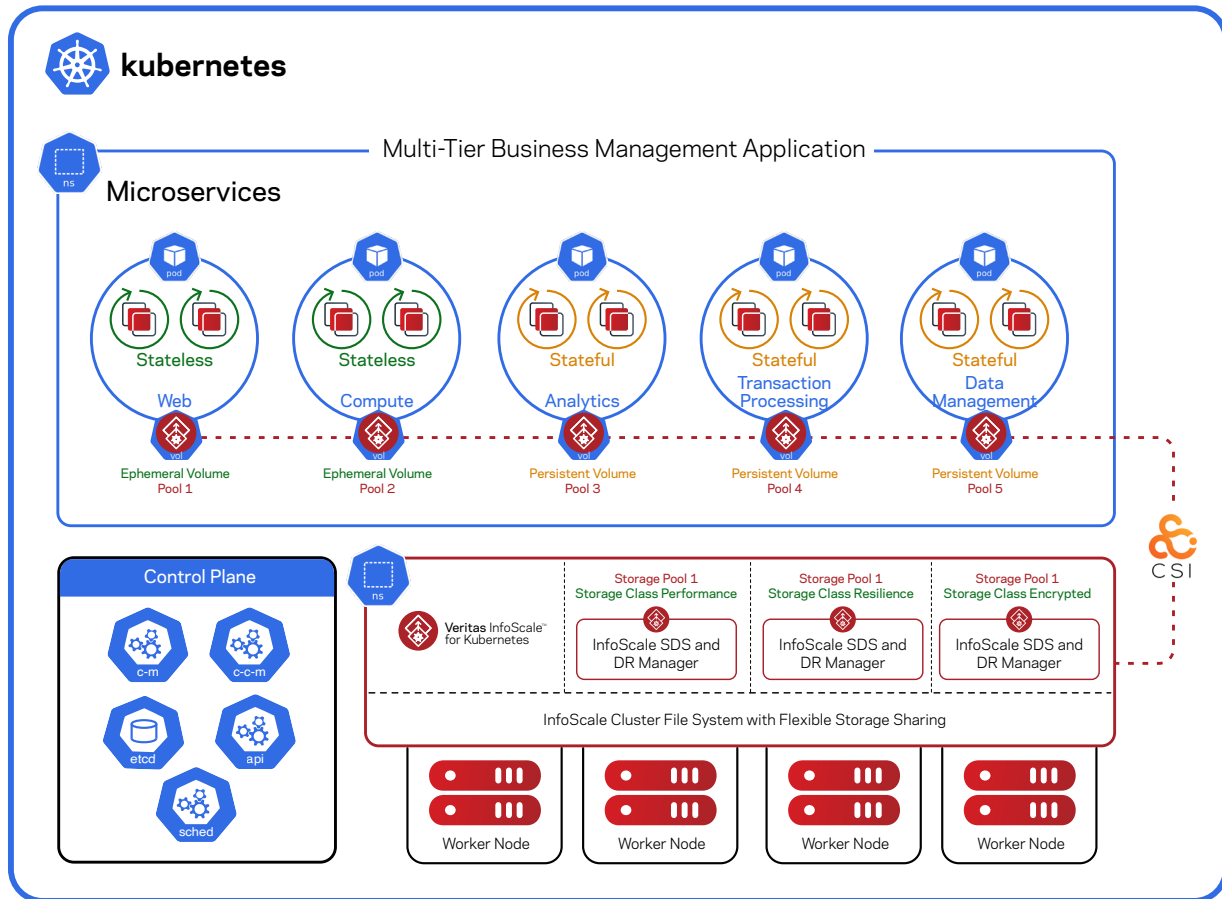 kubernetes
Multi-Tier Business Management Application
ns
Microservices
pod
pod
pod
pod
pod
Stateless
Stateless
Stateful
Stateful
Stateful
Web
Compute
Analytics
Transaction
Processing
Data
Management
vol
vol
vol
vol
vol
Ephemeral Volume
Pool 1
Ephemeral Volume
Pool 2
Persistent Volume
Pool 3
Persistent Volume
Pool 4
Persistent Volume
Pool 5
CSI
Control Plane
c-m
c-c-m
etcd
api
sched
ns
Veritas InfoScale™
for Kubernetes
Storage Pool 1
Storage Class Performance
InfoScale SDS and
DR Manager
Storage Pool 1
Storage Class Resilience
InfoScale SDS and
DR Manager
Storage Pool 1
Storage Class Encrypted
InfoScale SDS and
DR Manager
InfoScale Cluster File System with Flexible Storage Sharing
Worker Node
Worker Node
Worker Node
Worker Node